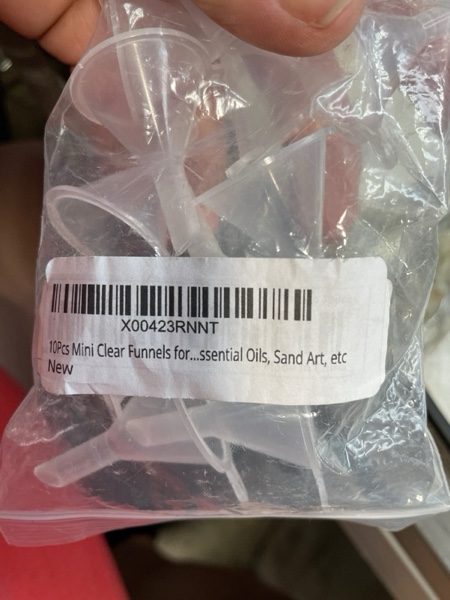 X00423RNNT
10Pcs Mini Clear Funnels for...ssential Oils, Sand Art, etc
New